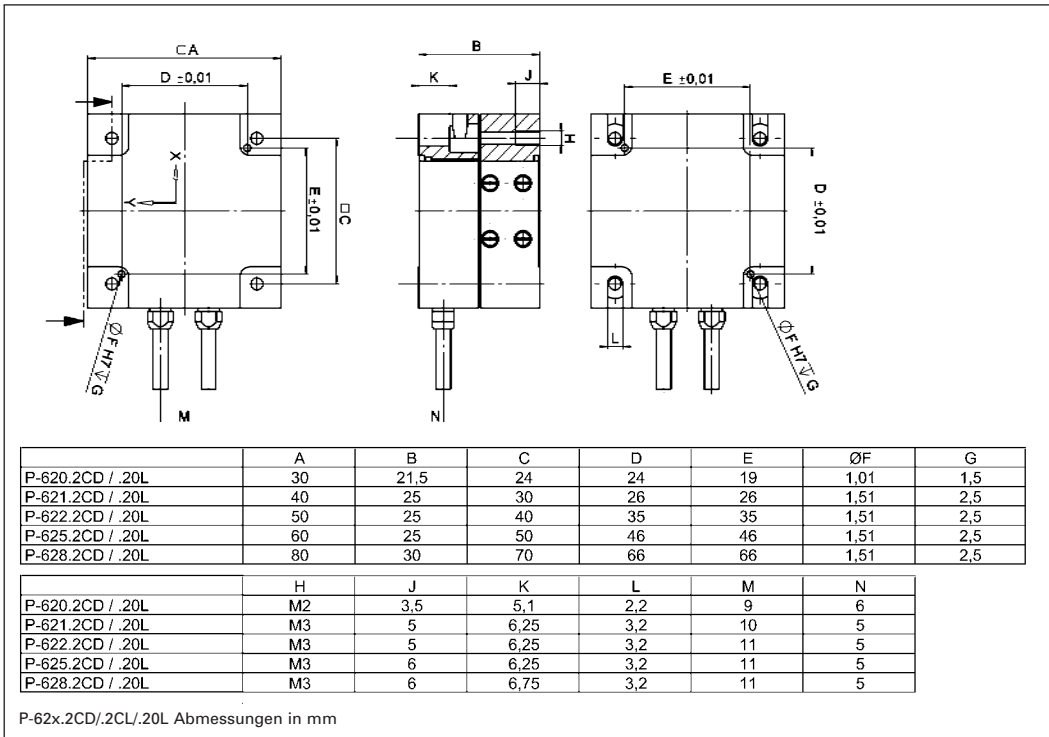 □A
D ±0,01
X
Y
E ±0,01
□C
ØF H7 ↧ G
M
B
K
J
H
N
E ±0,01
D ±0,01
L
ØF H7 ↧ G
A B C D E ØF G
P-620.2CD / .20L 30 21,5 24 24 19 1,01 1,5
P-621.2CD / .20L 40 25 30 26 26 1,51 2,5
P-622.2CD / .20L 50 25 40 35 35 1,51 2,5
P-625.2CD / .20L 60 25 50 46 46 1,51 2,5
P-628.2CD / .20L 80 30 70 66 66 1,51 2,5
H J K L M N
P-620.2CD / .20L M2 3,5 5,1 2,2 9 6
P-621.2CD / .20L M3 5 6,25 3,2 10 5
P-622.2CD / .20L M3 5 6,25 3,2 11 5
P-625.2CD / .20L M3 6 6,25 3,2 11 5
P-628.2CD / .20L M3 6 6,75 3,2 11 5
P-62x.2CD/.2CL/.20L Abmessungen in mm